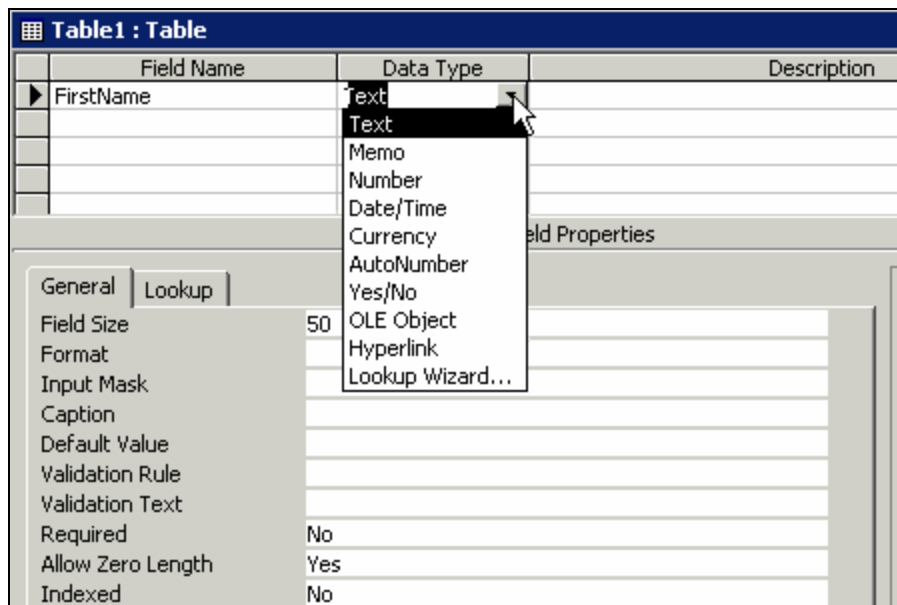 Table1 : Table
Field Name Data Type Description
FirstName Text
Text
Memo
Number
Date/Time
Currency
AutoNumber
Yes/No
OLE Object
Hyperlink
Lookup Wizard...
eld Properties
General Lookup
Field Size 50
Format
Input Mask
Caption
Default Value
Validation Rule
Validation Text
Required No
Allow Zero Length Yes
Indexed No